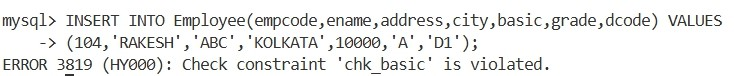 mysql> INSERT INTO Employee(empcode,ename,address,city,basic,grade,dcode) VALUES
    -> (104,'RAKESH','ABC','KOLKATA',10000,'A','D1');
ERROR 3819 (HY000): Check constraint 'chk_basic' is violated.